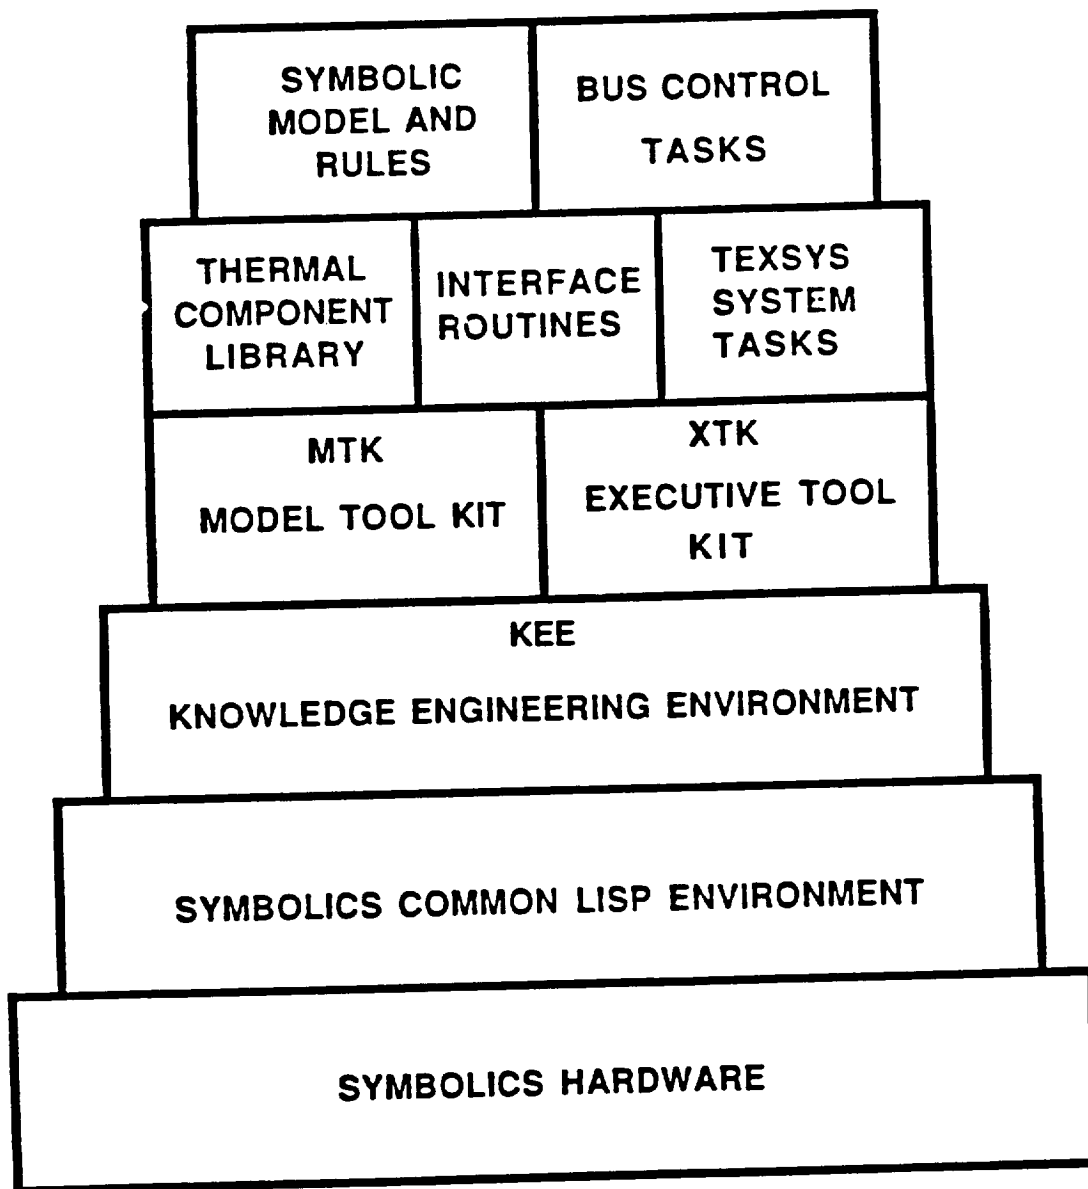 SYMBOLIC
MODEL AND
RULES
BUS CONTROL
TASKS
THERMAL
COMPONENT
LIBRARY
INTERFACE
ROUTINES
TEXSYS
SYSTEM
TASKS
MTK
MODEL TOOL KIT
XTK
EXECUTIVE TOOL
KIT
KEE
KNOWLEDGE ENGINEERING ENVIRONMENT
SYMBOLICS COMMON LISP ENVIRONMENT
SYMBOLICS HARDWARE